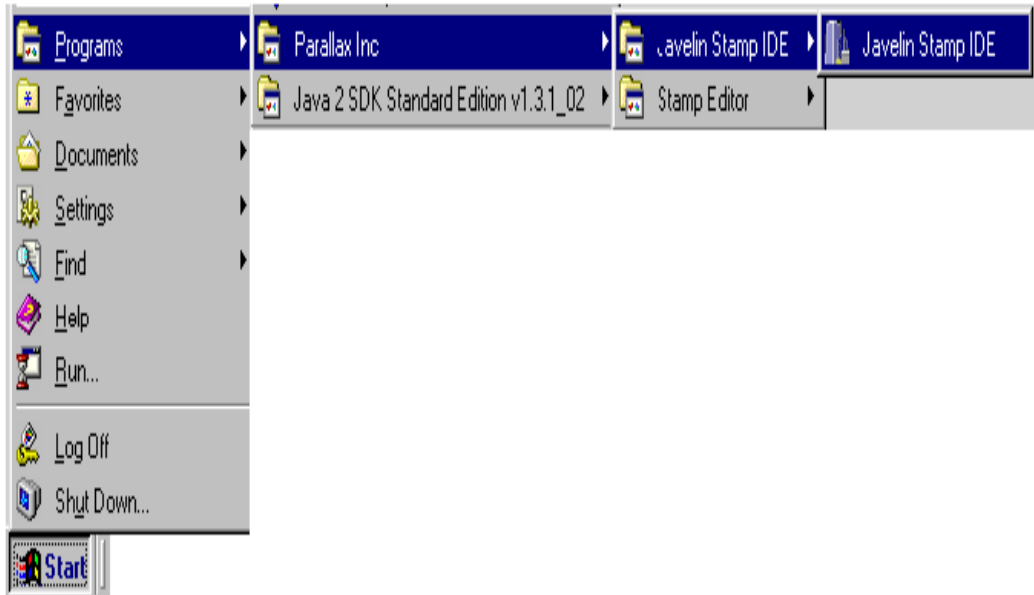 Programs
Parallax Inc
Javelin Stamp IDE
Javelin Stamp IDE
Favorites
Java 2 SDK Standard Edition v1.3.1_02
Stamp Editor
Documents
Settings
Find
Help
Run...
Log Off
Shut Down...
Start